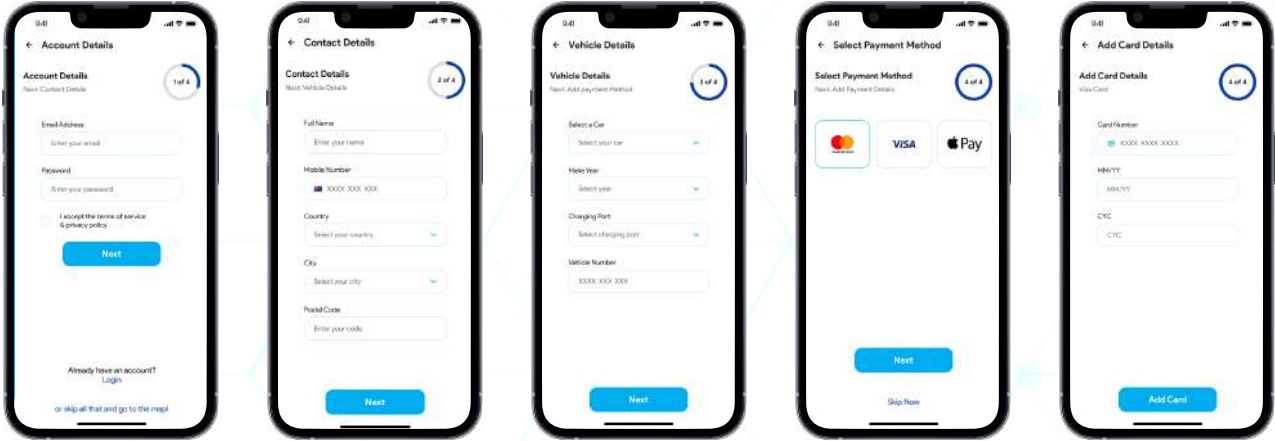 9:41
Account Details
Account Details
Next: Contact Details
1 of 4
Email Address
Enter your email
Password
Enter your password
I accept the terms of service
& privacy policy
Next
Already have an account?
Login
or skip all that and go to the map!
9:41
Contact Details
Contact Details
Next: Vehicle Details
2 of 4
Full Name
Enter your name
Mobile Number
XXXX XXX XXX
Country
Select your country
City
Select your city
Postal Code
Enter your code
Next
9:41
Vehicle Details
Vehicle Details
Next: Add payment Method
3 of 4
Select a Car
Select your car
Make Year
Select year
Charging Port
Select charging port
Vehicle Number
XXXX XXX XXX
Next
9:41
Select Payment Method
Select Payment Method
Next: Add Payment Details
4 of 4
VISA
Pay
Next
Skip Now
9:41
Add Card Details
Add Card Details
Visa Card
4 of 4
Card Number
XXXX XXXX XXXX
MM/YY
MM/YY
CYC
CYC
Add Card